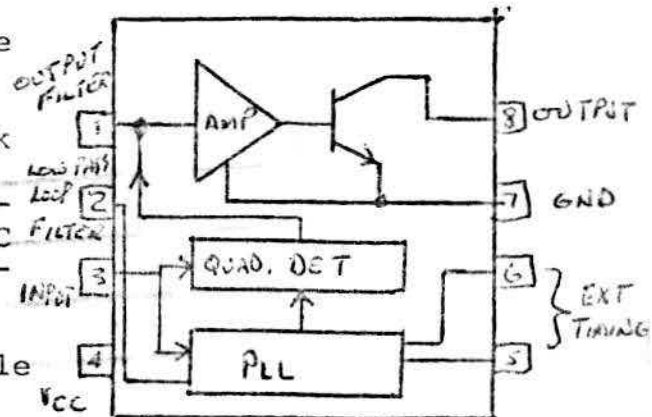 e
OUTPUT
FILTER
1
AMP
8 OUTPUT
k
LOW PASS
2 LOOP
FILTER
7 GND
C
3
INPUT
QUAD. DET
6
EXT
TIMING
4
PLL
5
le
VCC